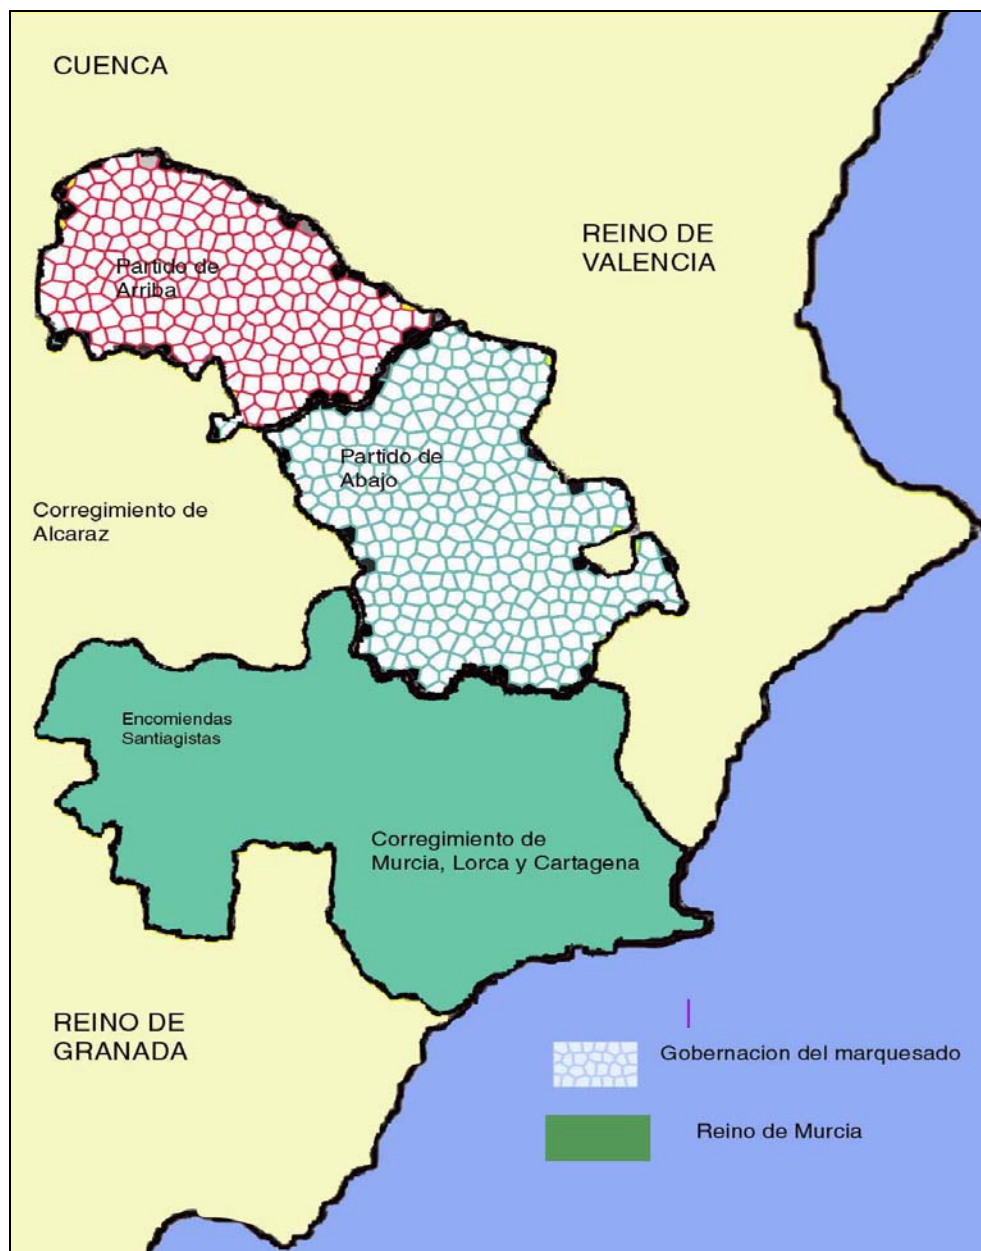 CUENCA
REINO DE
VALENCIA
Partido de
Arriba
Partido de
Abajo
Corregimiento de
Alcaraz
Encomiendas
Santiagistas
Corregimiento de
Murcia, Lorca y Cartagena
REINO DE
GRANADA
Gobernacion del marquesado
Reino de Murcia